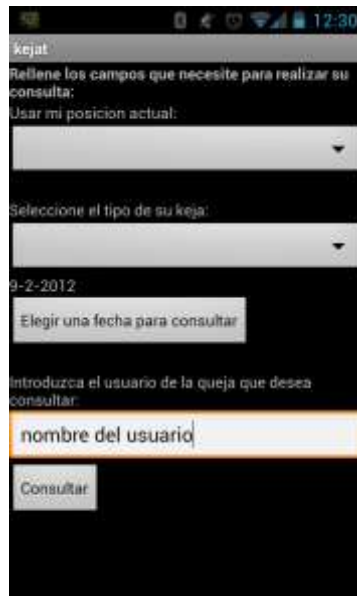 12:30
kejat
Rellene los campos que necesite para realizar su
consulta:
Usar mi posicion actual:
Seleccione el tipo de su keja:
9-2-2012
Elegir una fecha para consultar
Introduzca el usuario de la queja que desea
consultar:
nombre del usuario
Consultar